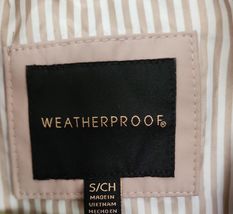 WEATHERPROOF®
S/CH
MADE IN
VIETNAM
HECHO EN